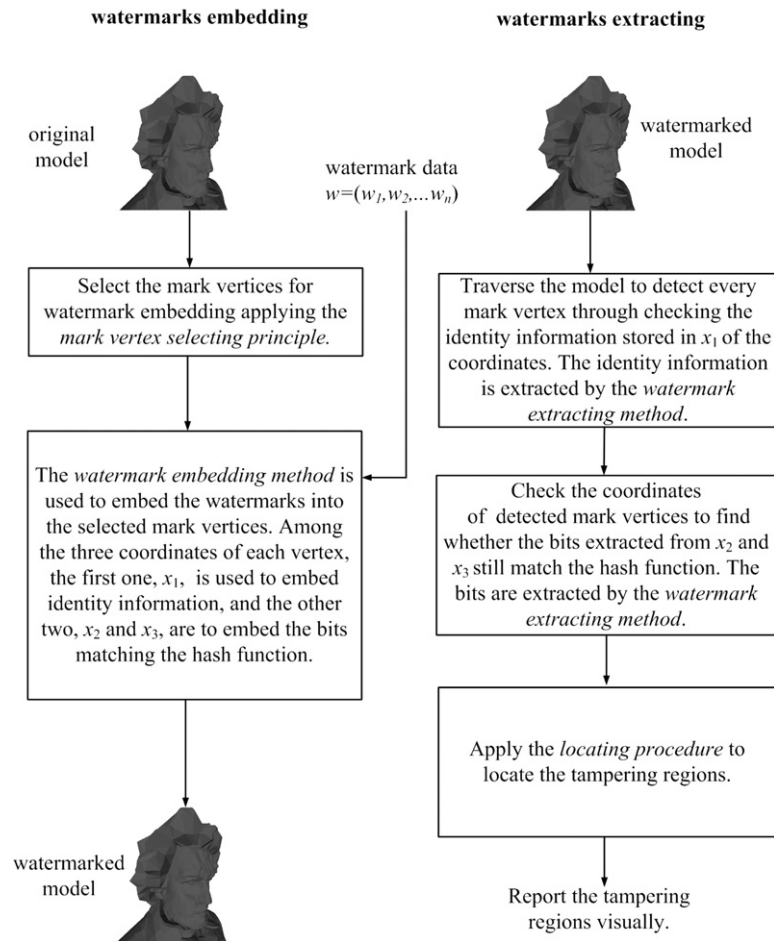 watermarks embedding
original
model
Select the mark vertices for
watermark embedding applying the
mark vertex selecting principle.
watermark data
w=(w₁,w₂,...wₙ)
The watermark embedding method is
used to embed the watermarks into
the selected mark vertices. Among
the three coordinates of each vertex,
the first one, x₁, is used to embed
identity information, and the other
two, x₂ and x₃, are to embed the bits
matching the hash function.
watermarked
model
watermarks extracting
watermarked
model
Traverse the model to detect every
mark vertex through checking the
identity information stored in x₁ of the
coordinates. The identity information
is extracted by the watermark
extracting method.
Check the coordinates
of detected mark vertices to find
whether the bits extracted from x₂ and
x₃ still match the hash function. The
bits are extracted by the watermark
extracting method.
Apply the locating procedure to
locate the tampering regions.
Report the tampering
regions visually.